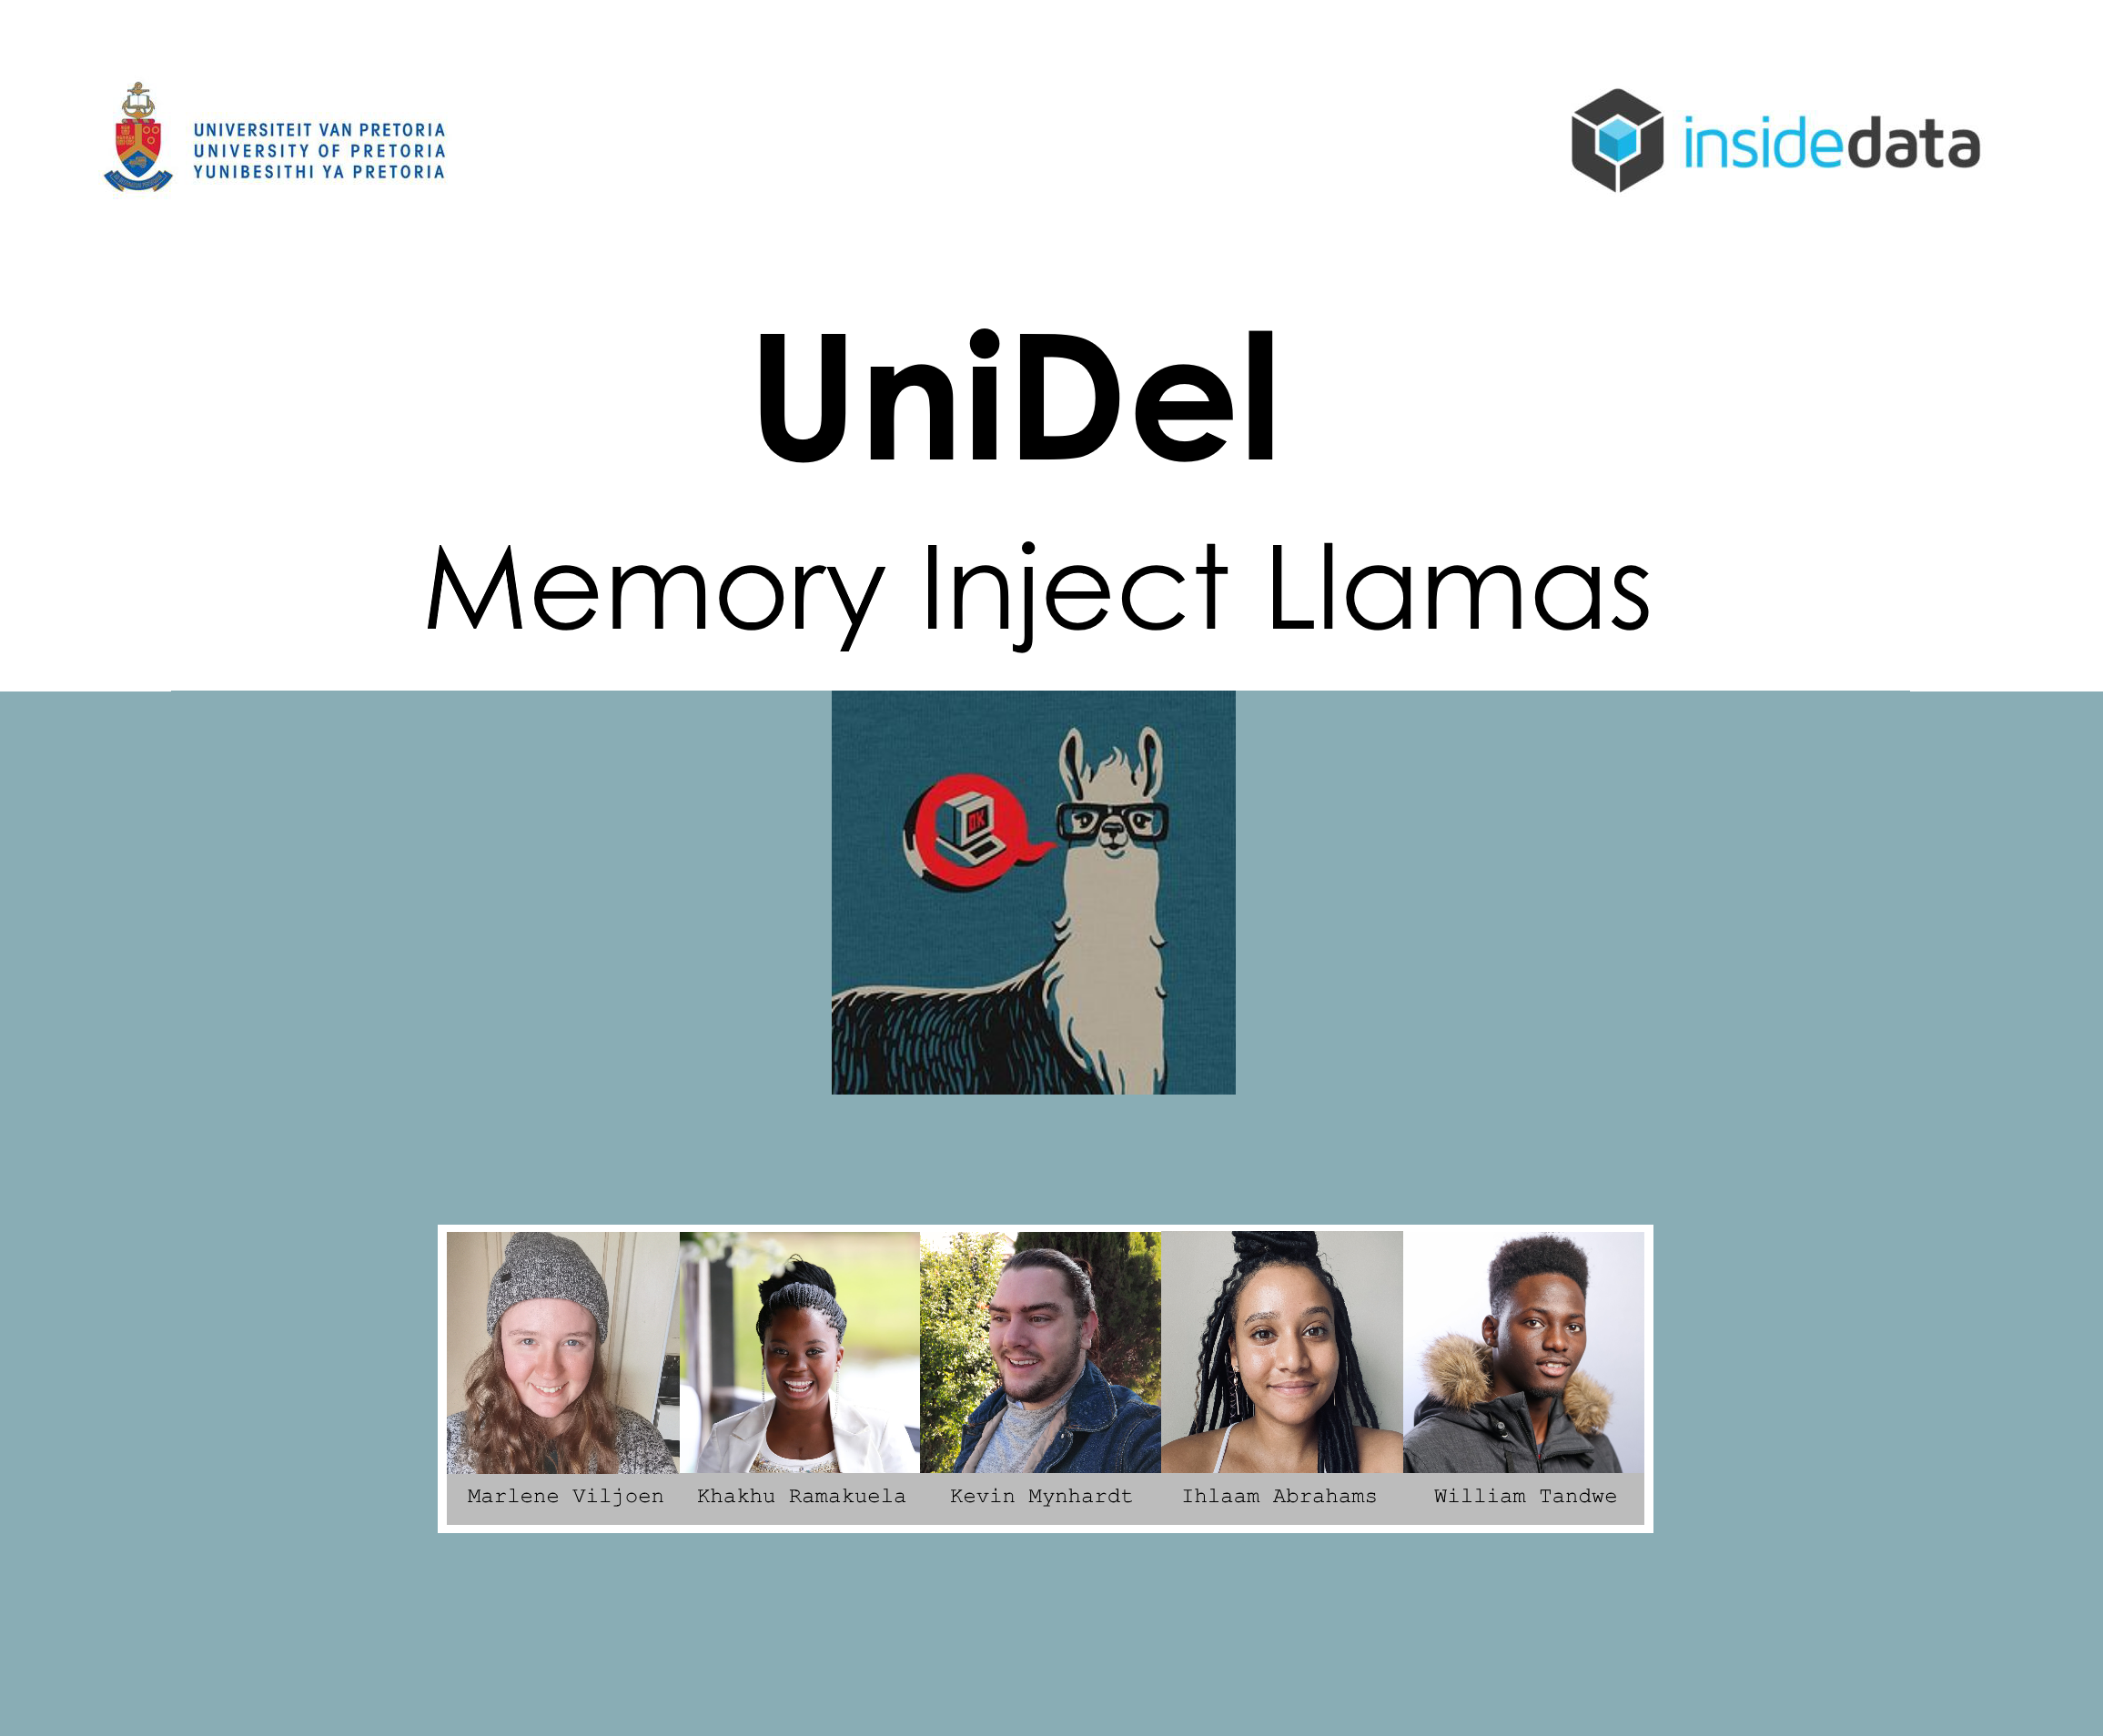 UNIVERSITEIT VAN PRETORIA
UNIVERSITY OF PRETORIA
YUNIBESITHI YA PRETORIA
insidedata
UniDel
Memory Inject Llamas
OK
Marlene Viljoen
Khakhu Ramakuela
Kevin Mynhardt
Ihlaam Abrahams
William Tandwe